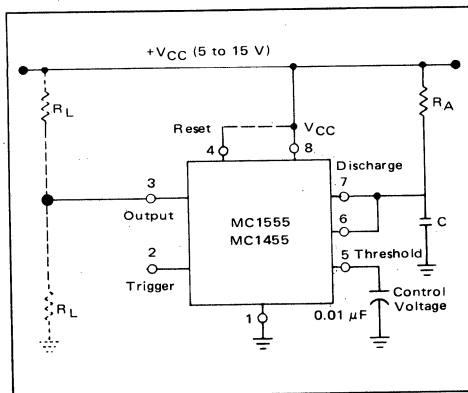 +VCC (5 to 15 V)
RL
RA
Reset
VCC
4
8
Discharge
3
7
Output
MC1555
MC1455
6
C
2
5 Threshold
Trigger
Control
Voltage
RL
1
0.01 µF